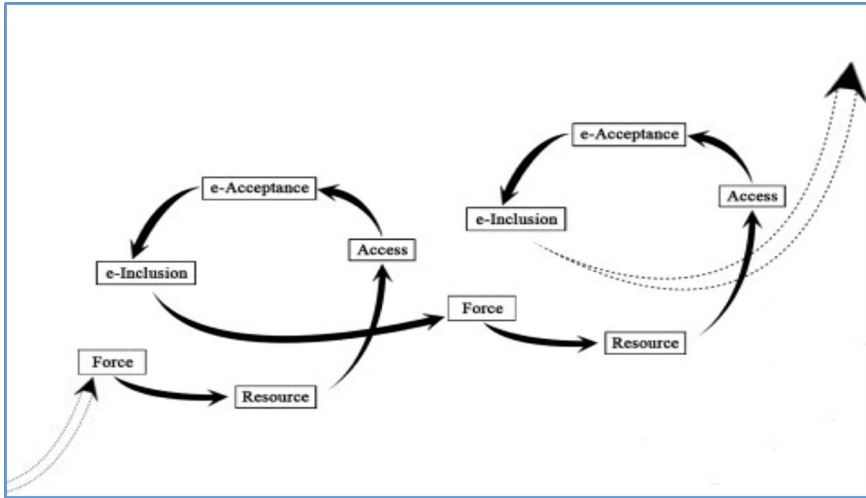 e-Acceptance
Access
e-Inclusion
e-Acceptance
Access
e-Inclusion
Force
Resource
Force
Resource